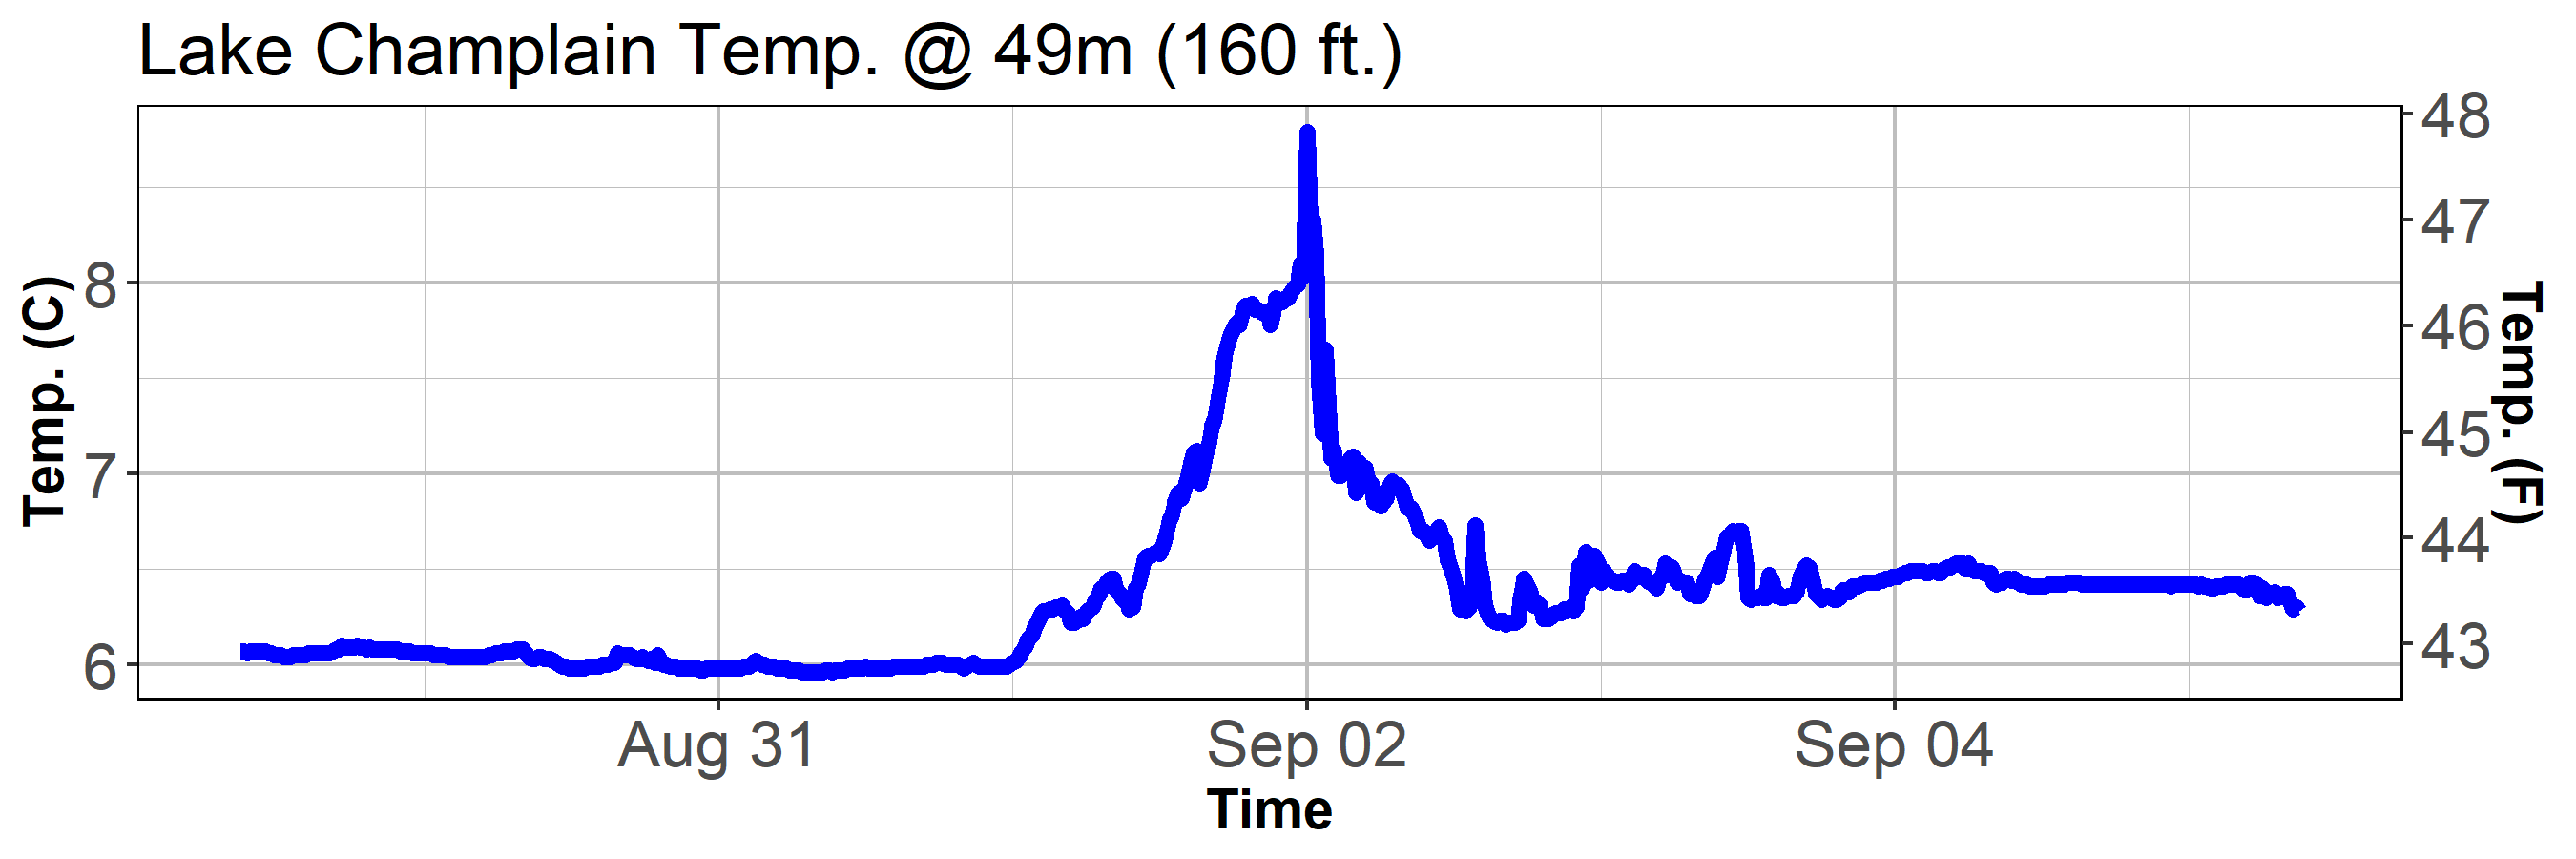 Lake Champlain Temp. @ 49m (160 ft.)
Temp. (C)
8
7
6
48
47
46
45
44
43
Temp. (F)
Aug 31 Sep 02 Sep 04
Time